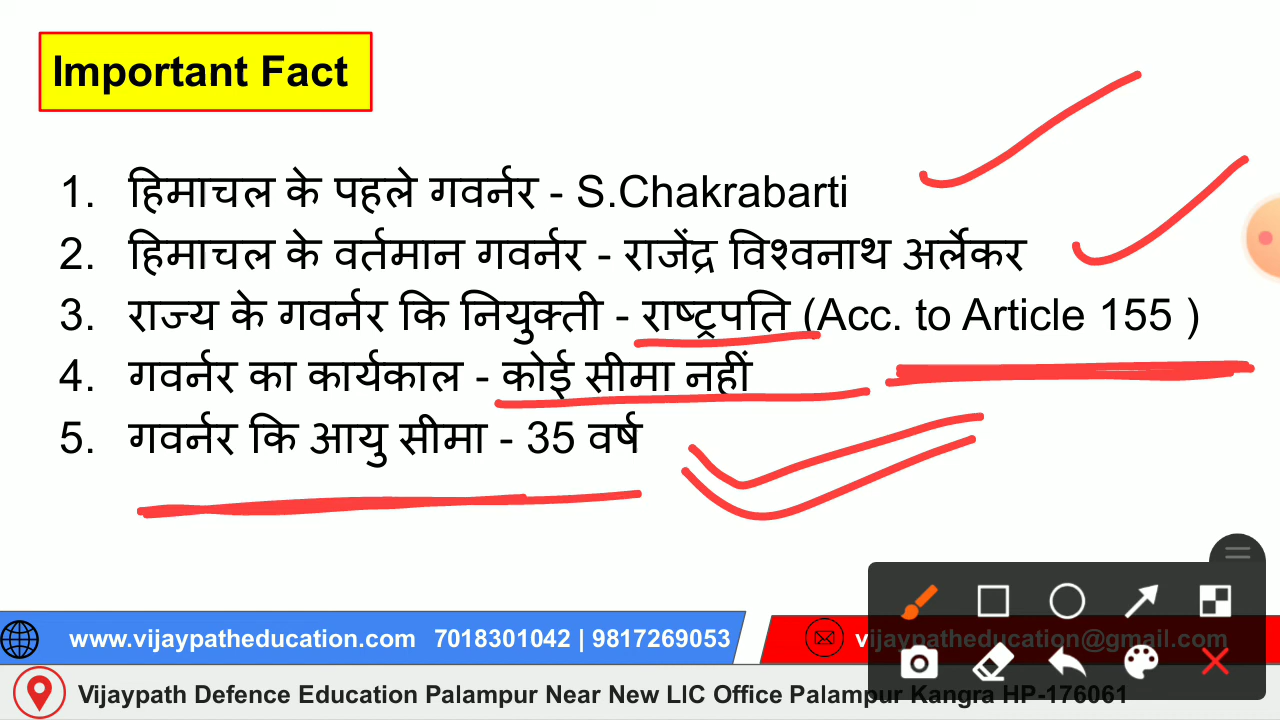 Important Fact
1. हिमाचल के पहले गवर्नर - S.Chakrabarti
2. हिमाचल के वर्तमान गवर्नर - राजेंद्र विश्वनाथ अर्लेकर
3. राज्य के गवर्नर कि नियुक्ती - राष्ट्रपति (Acc. to Article 155 )
4. गवर्नर का कार्यकाल - कोई सीमा नहीं
5. गवर्नर कि आयु सीमा - 35 वर्ष
www.vijaypatheducation.com 7018301042 | 9817269053 vijaypatheducation@gmail.com
Vijaypath Defence Education Palampur Near New LIC Office Palampur Kangra HP-176061